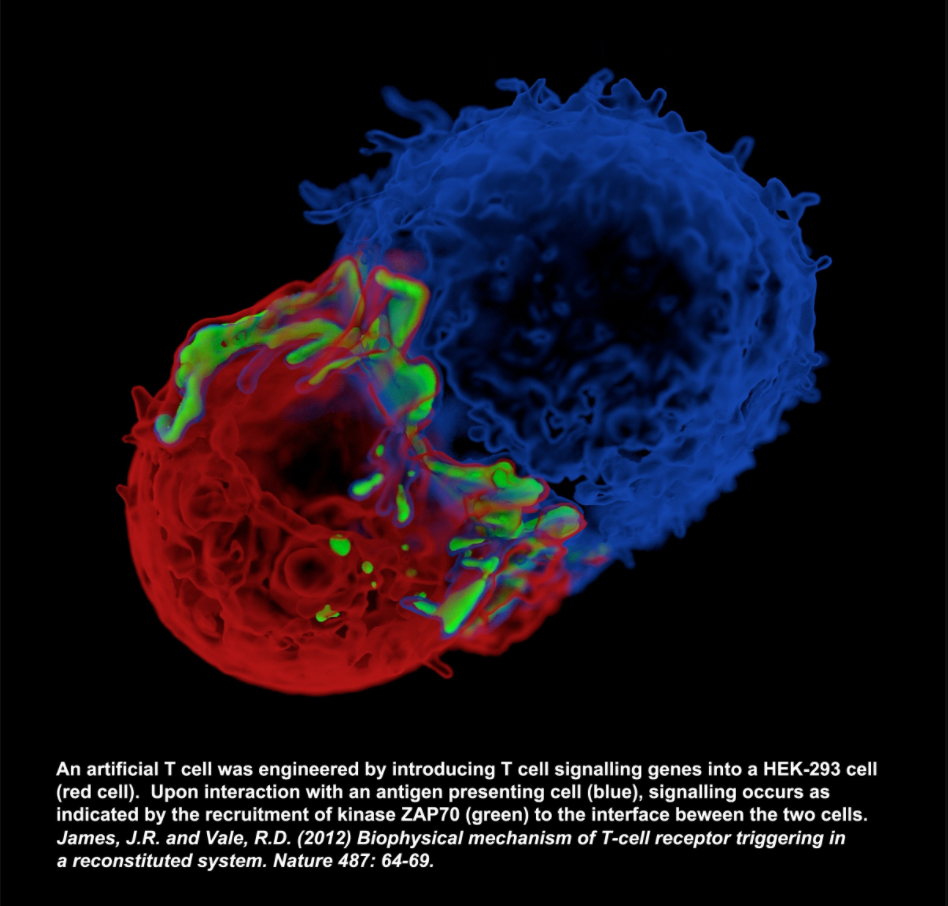 An artificial T cell was engineered by introducing T cell signalling genes into a HEK-293 cell
(red cell).  Upon interaction with an antigen presenting cell (blue), signalling occurs as
indicated by the recruitment of kinase ZAP70 (green) to the interface beween the two cells.
James, J.R. and Vale, R.D. (2012) Biophysical mechanism of T-cell receptor triggering in
a reconstituted system. Nature 487: 64-69.